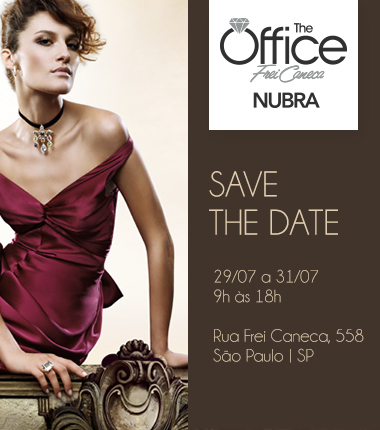 The
Office
Frei Caneca
NUBRA
SAVE
THE DATE
29/07 a 31/07
9h às 18h
Rua Frei Caneca, 558
São Paulo | SP